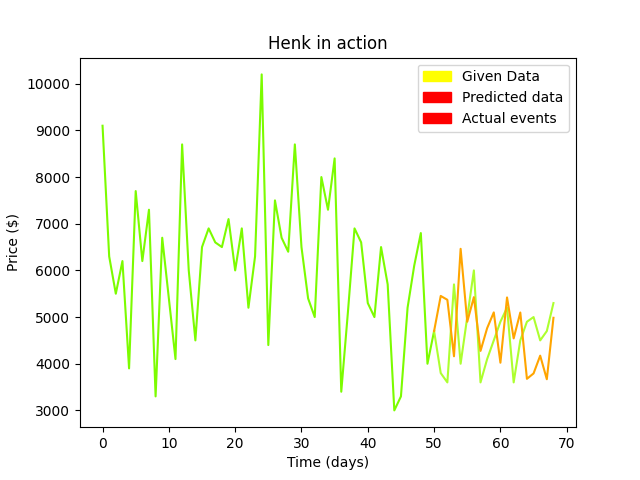 Henk in action
Given Data
Predicted data
Actual events
Price ($)
10000
9000
8000
7000
6000
5000
4000
3000
0 10 20 30 40 50 60 70
Time (days)